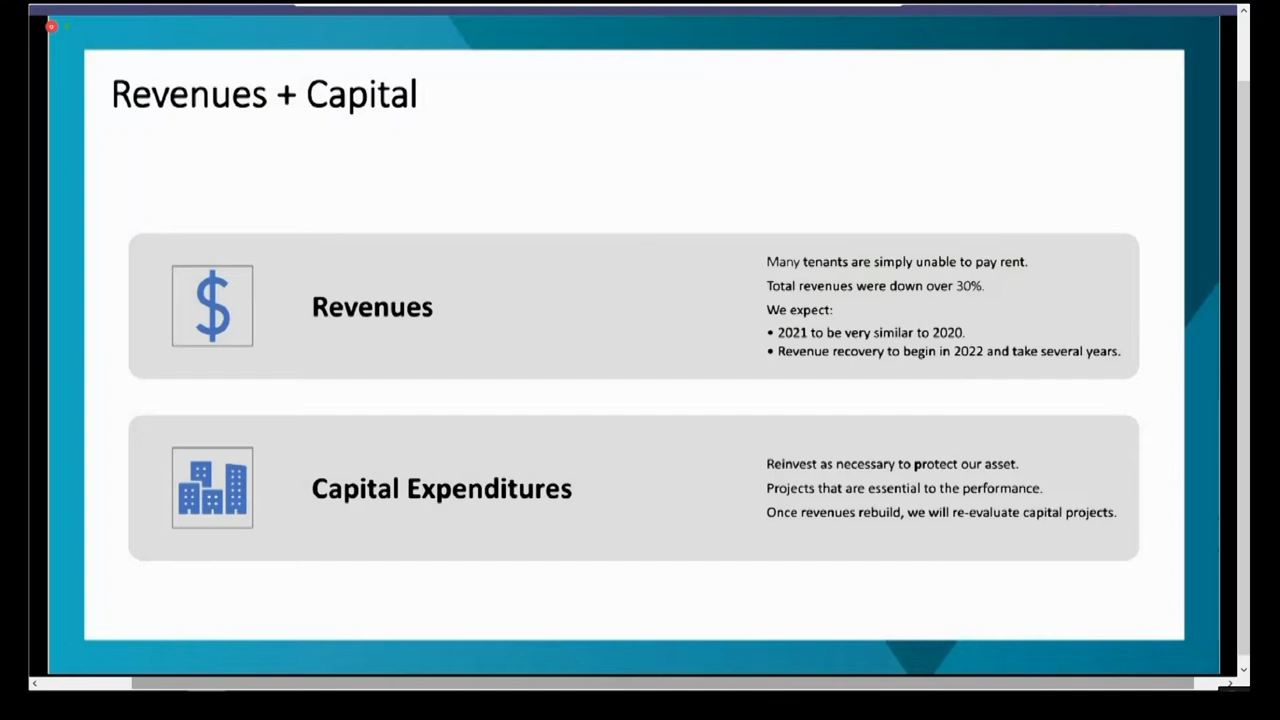 Revenues + Capital
Revenues
Many tenants are simply unable to pay rent.
Total revenues were down over 30%.
We expect:
• 2021 to be very similar to 2020.
• Revenue recovery to begin in 2022 and take several years.
Capital Expenditures
Reinvest as necessary to protect our asset.
Projects that are essential to the performance.
Once revenues rebuild, we will re-evaluate capital projects.